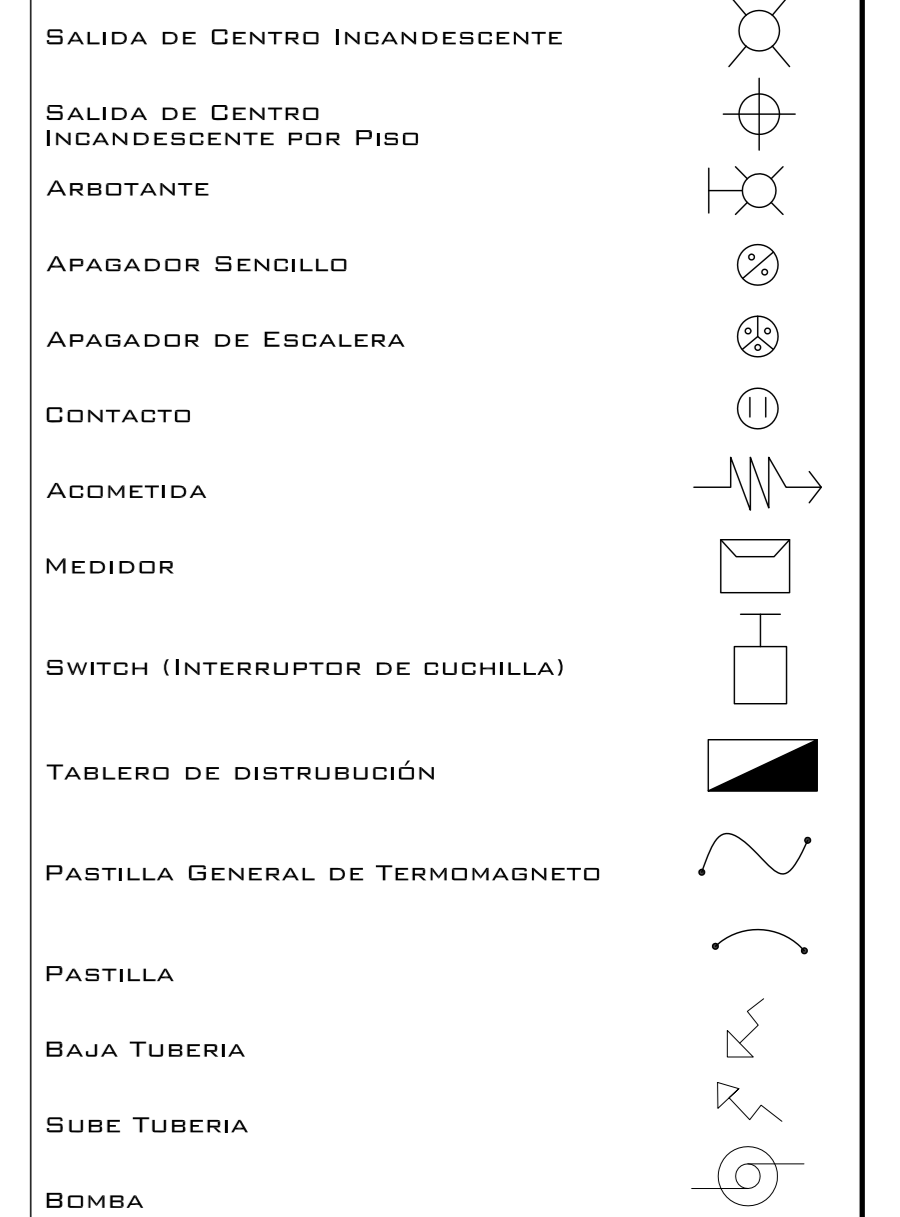 Salida de Centro Incandescente
Salida de Centro
Incandescente por Piso
Arbotante
Apagador Sencillo
Apagador de Escalera
Contacto
Acometida
Medidor
Switch (Interruptor de cuchilla)
Tablero de distrubución
Pastilla General de Termomagneto
Pastilla
Baja Tuberia
Sube Tuberia
Bomba